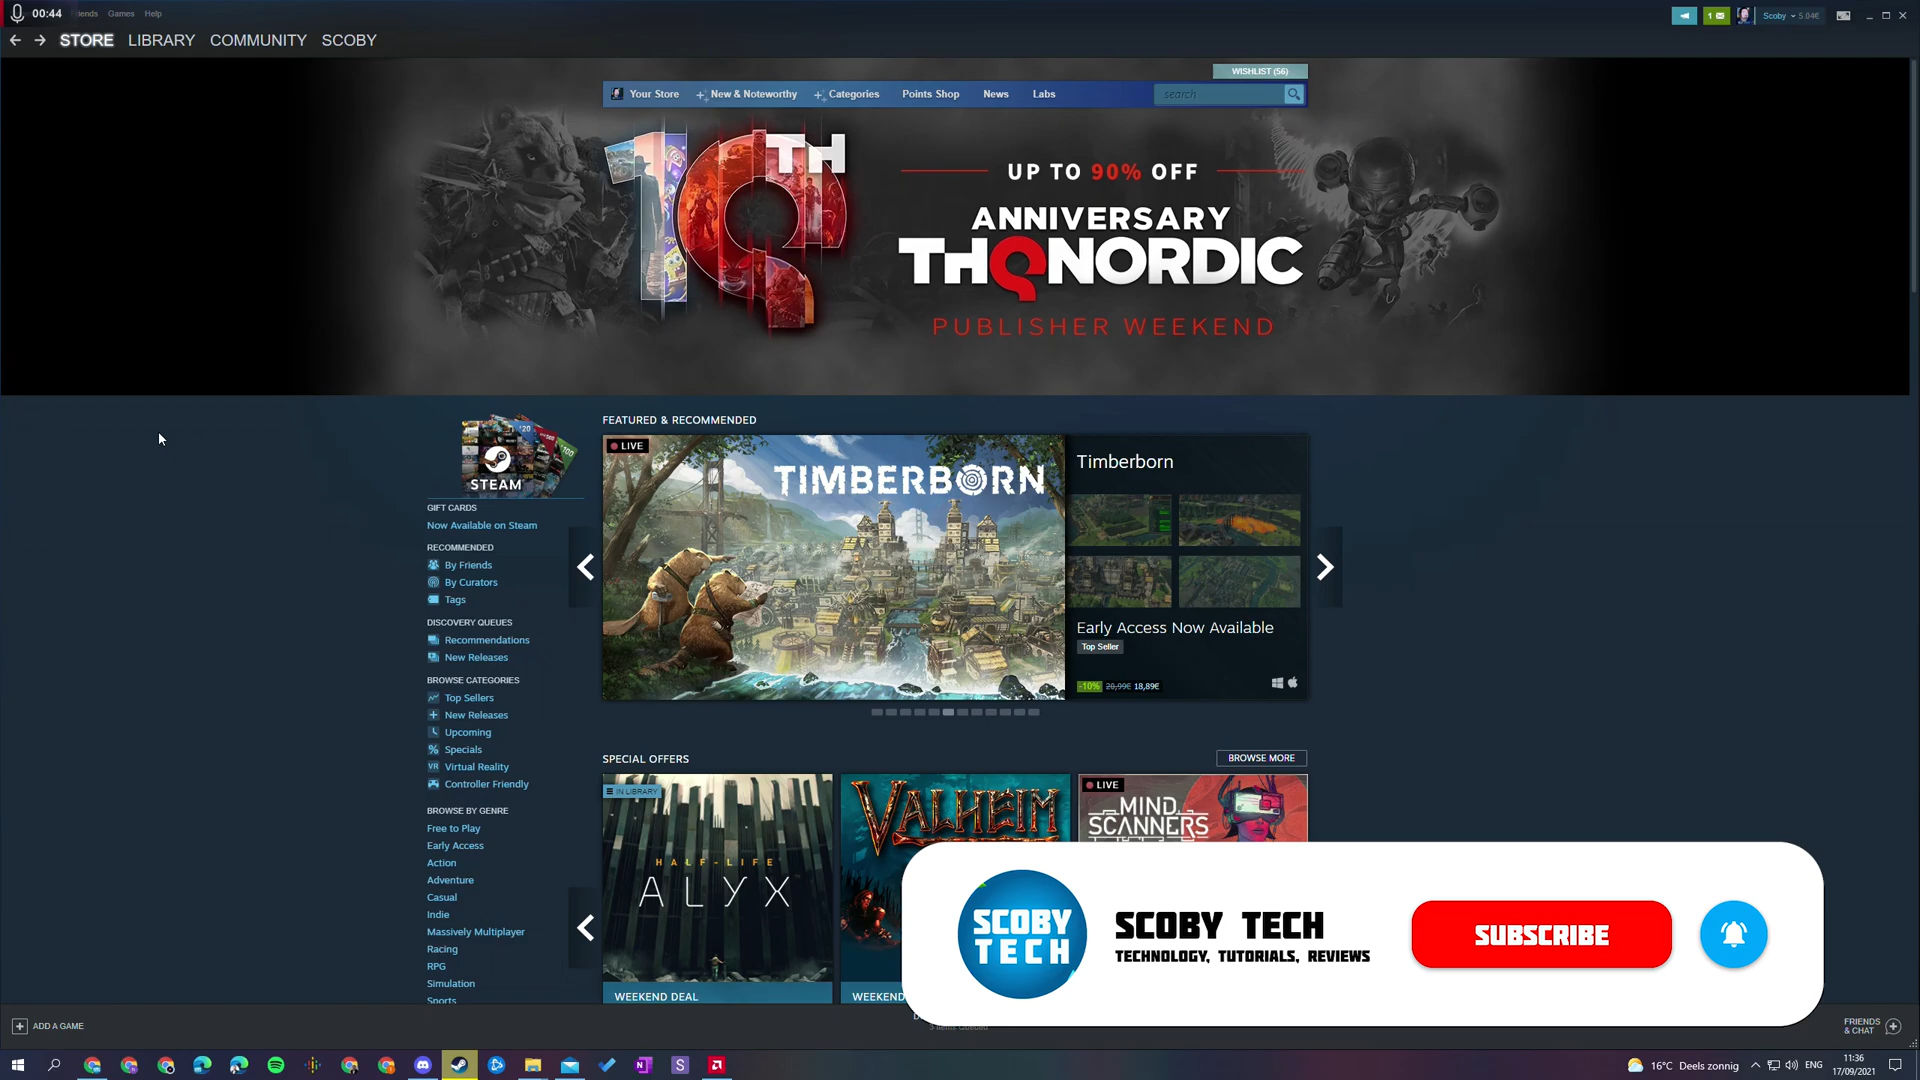 00:44
Games
Help
Scoby
5.04€
STORE
LIBRARY
COMMUNITY
SCOBY
WISHLIST (56)
Your Store
New & Noteworthy
Categories
Points Shop
News
Labs
search
10TH
UP TO 90% OFF
ANNIVERSARY
THQNORDIC
PUBLISHER WEEKEND
STEAM
GIFT CARDS
Now Available on Steam
RECOMMENDED
By Friends
By Curators
Tags
DISCOVERY QUEUES
Recommendations
New Releases
BROWSE CATEGORIES
Top Sellers
New Releases
Upcoming
Specials
VR Virtual Reality
Controller Friendly
BROWSE BY GENRE
Free to Play
Early Access
Action
Adventure
Casual
Indie
Massively Multiplayer
Racing
RPG
Simulation
Sports
FEATURED & RECOMMENDED
LIVE
TIMBERBORN
Timberborn
Early Access Now Available
Top Seller
-10% 20,99€ 18,89€
SPECIAL OFFERS
BROWSE MORE
IN LIBRARY
HALF-LIFE
ALYX
WEEKEND DEAL
VALHEIM
WEEKEND
LIVE
MIND
SCANNERS
SCOBY
TECH
SCOBY TECH
TECHNOLOGY, TUTORIALS, REVIEWS
SUBSCRIBE
ADD A GAME
FRIENDS
& CHAT
16°C Deels zonnig
ENG
11:36
17/09/2021